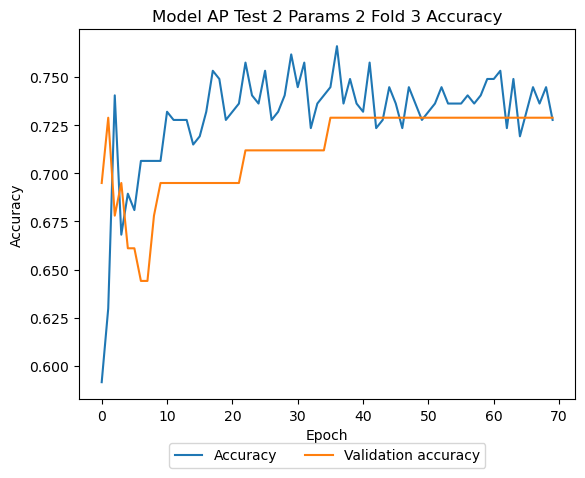 Model AP Test 2 Params 2 Fold 3 Accuracy
0.750
0.725
0.700
0.675
0.650
0.625
0.600
Accuracy
0 10 20 30 40 50 60 70
Epoch
Accuracy Validation accuracy